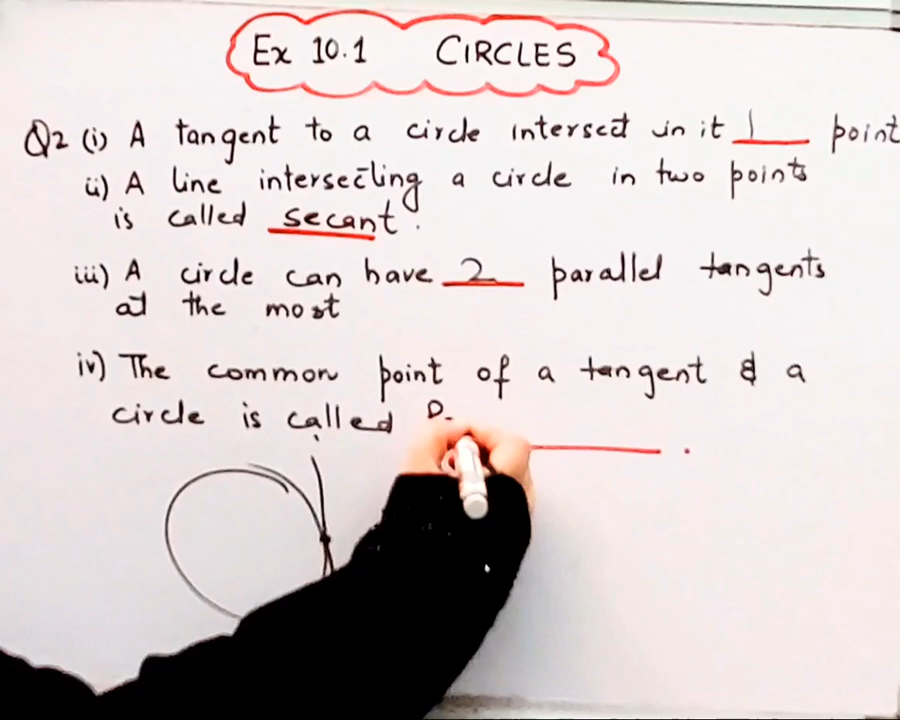 Ex 10.1 CIRCLES
Q2 (i) A tangent to a circle intersect in it 1 point
ii) A line intersecting a circle in two points
is called secant.
iii) A circle can have 2 parallel tangents
at the most
iv) The common point of a tangent & a
circle is called